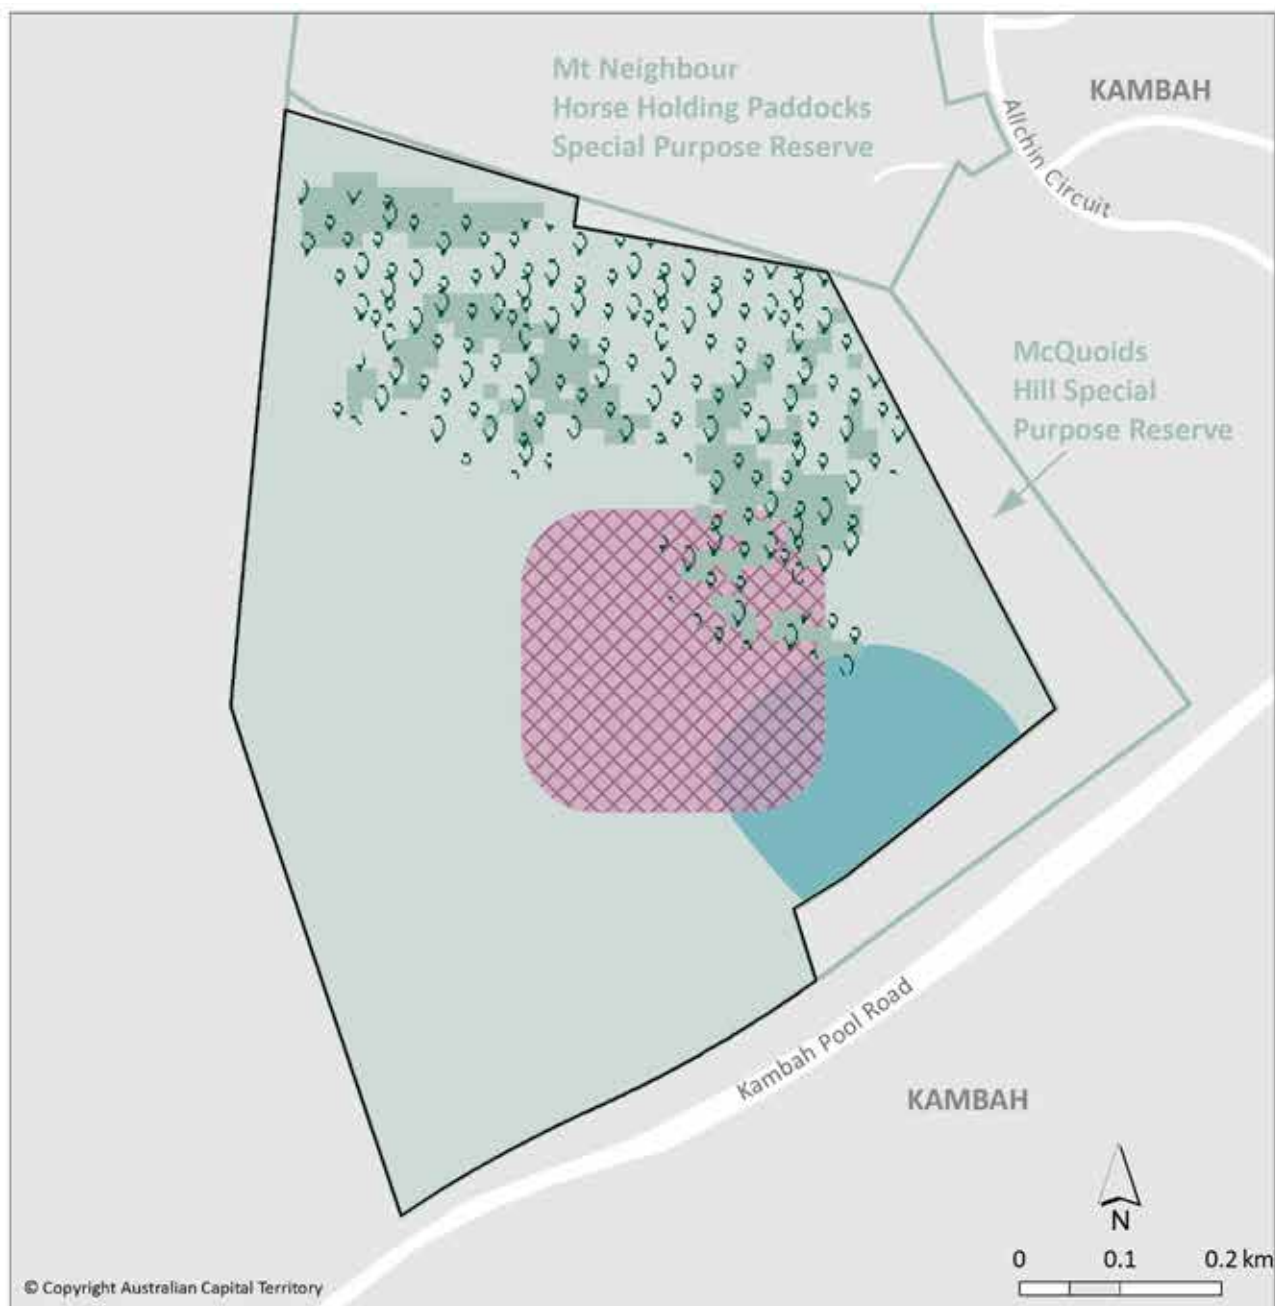 Mt Neighbour
Horse Holding Paddocks
Special Purpose Reserve
KAMBAH
Allchin Circuit
McQuoids
Hill Special
Purpose Reserve
Kambah Pool Road
KAMBAH
N
0 0.1 0.2 km
© Copyright Australian Capital Territory